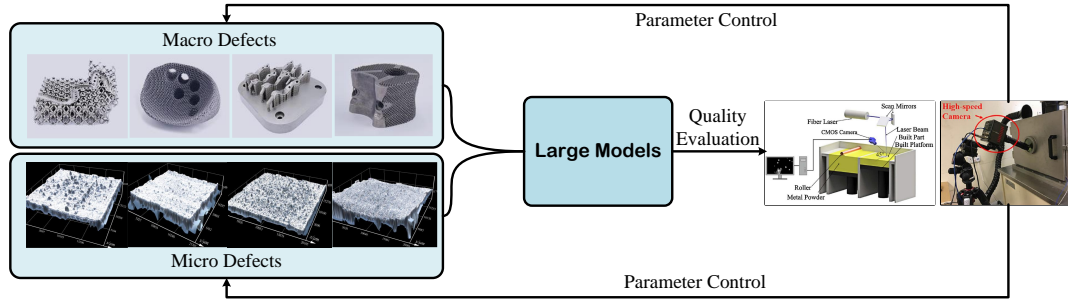 Parameter Control
Macro Defects
Large Models
Quality
Evaluation
Scan Mirrors
Fiber Laser
CMOS Camera
Laser Beam
Built Part
Built Platform
Roller
Metal Powder
High-speed
Camera
Micro Defects
Parameter Control